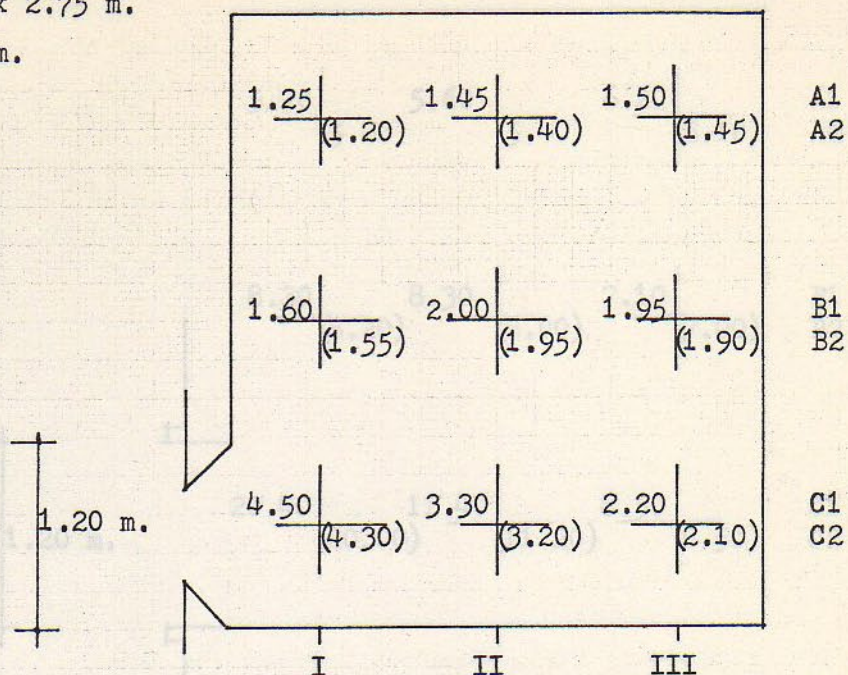 x 2.75 m.
m.
1.25 1.45 1.50 A1
(1.20) (1.40) (1.45) A2
1.60 2.00 1.95 B1
(1.55) (1.95) (1.90) B2
4.50 3.30 2.20 C1
1.20 m. (4.30) (3.20) (2.10) C2
I II III